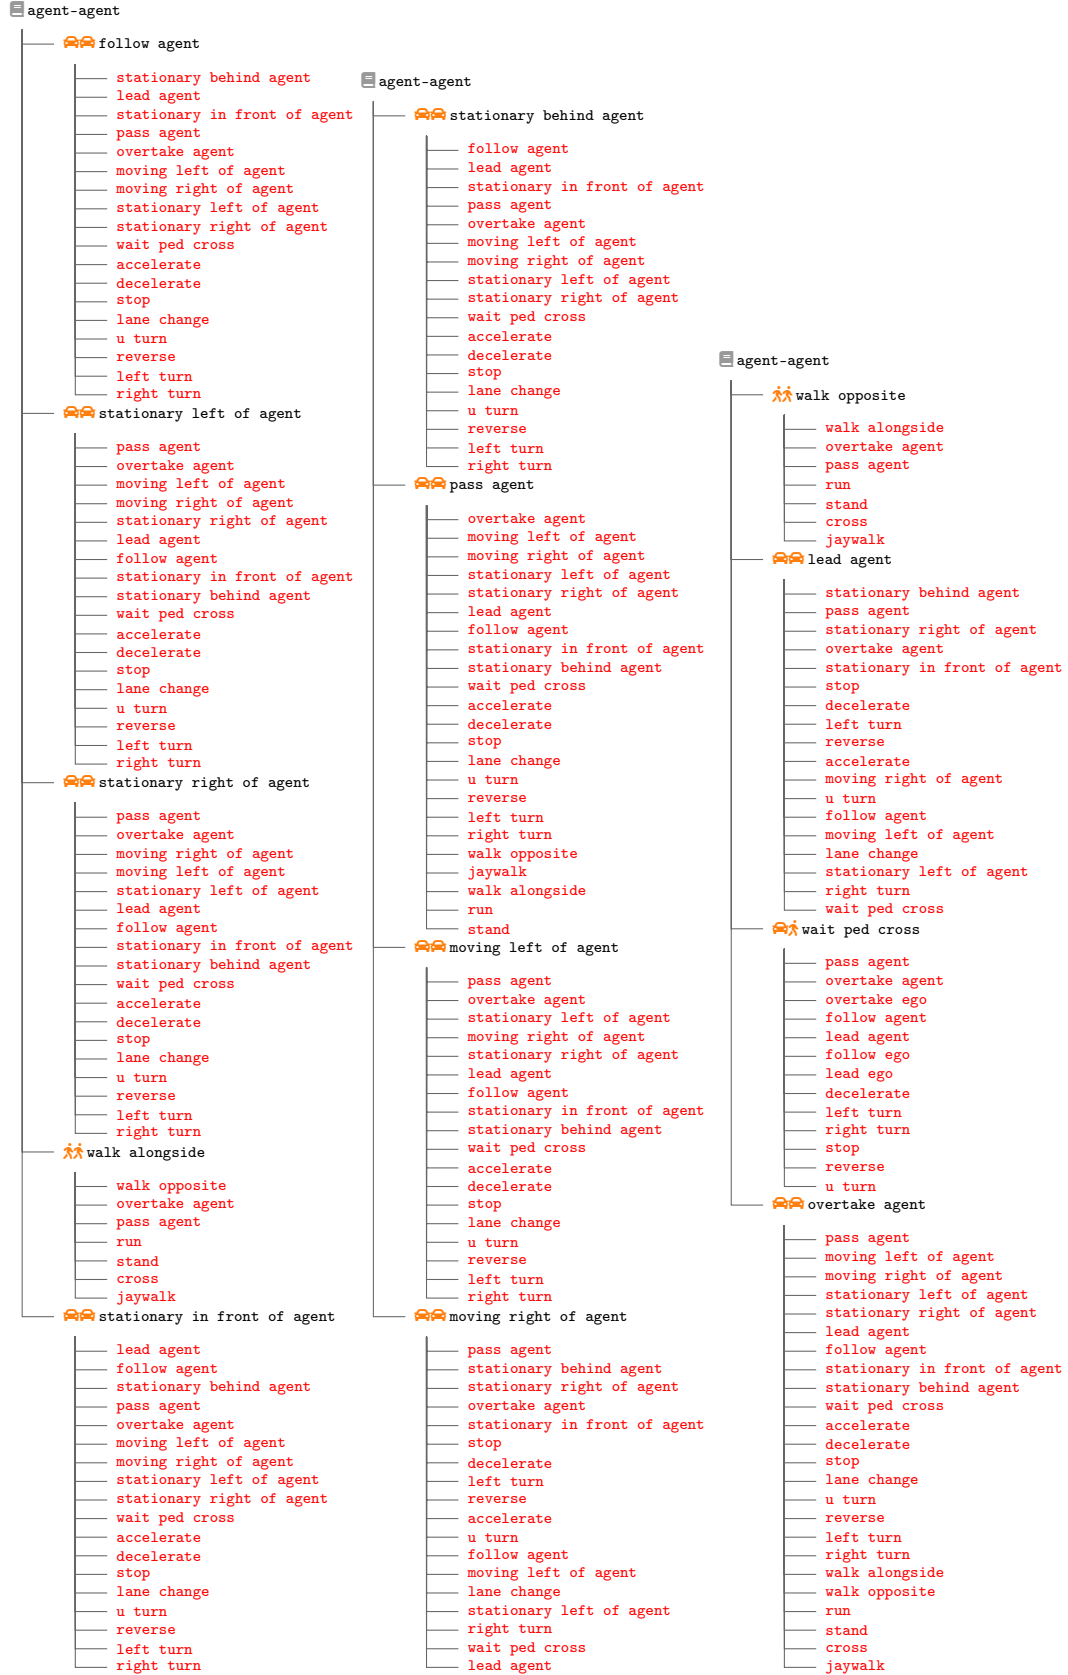 agent-agent
follow agent
stationary behind agent
lead agent
stationary in front of agent
pass agent
overtake agent
moving left of agent
moving right of agent
stationary left of agent
stationary right of agent
wait ped cross
accelerate
decelerate
stop
lane change
u turn
reverse
left turn
right turn
stationary left of agent
pass agent
overtake agent
moving left of agent
moving right of agent
stationary right of agent
lead agent
follow agent
stationary in front of agent
stationary behind agent
wait ped cross
accelerate
decelerate
stop
lane change
u turn
reverse
left turn
right turn
stationary right of agent
pass agent
overtake agent
moving right of agent
moving left of agent
stationary left of agent
lead agent
follow agent
stationary in front of agent
stationary behind agent
wait ped cross
accelerate
decelerate
stop
lane change
u turn
reverse
left turn
right turn
walk alongside
walk opposite
overtake agent
pass agent
run
stand
cross
jaywalk
stationary in front of agent
lead agent
follow agent
stationary behind agent
pass agent
overtake agent
moving left of agent
moving right of agent
stationary left of agent
stationary right of agent
wait ped cross
accelerate
decelerate
stop
lane change
u turn
reverse
left turn
right turn
agent-agent
stationary behind agent
follow agent
lead agent
stationary in front of agent
pass agent
overtake agent
moving left of agent
moving right of agent
stationary left of agent
stationary right of agent
wait ped cross
accelerate
decelerate
stop
lane change
u turn
reverse
left turn
right turn
pass agent
overtake agent
moving left of agent
moving right of agent
stationary left of agent
stationary right of agent
lead agent
follow agent
stationary in front of agent
stationary behind agent
wait ped cross
accelerate
decelerate
stop
lane change
u turn
reverse
left turn
right turn
walk opposite
jaywalk
walk alongside
run
stand
moving left of agent
pass agent
overtake agent
stationary left of agent
moving right of agent
stationary right of agent
lead agent
follow agent
stationary in front of agent
stationary behind agent
wait ped cross
accelerate
decelerate
stop
lane change
u turn
reverse
left turn
right turn
moving right of agent
pass agent
stationary behind agent
stationary right of agent
overtake agent
stationary in front of agent
stop
decelerate
left turn
reverse
accelerate
u turn
follow agent
moving left of agent
lane change
stationary left of agent
right turn
wait ped cross
lead agent
agent-agent
walk opposite
walk alongside
overtake agent
pass agent
run
stand
cross
jaywalk
lead agent
stationary behind agent
pass agent
stationary right of agent
overtake agent
stationary in front of agent
stop
decelerate
left turn
reverse
accelerate
moving right of agent
u turn
follow agent
moving left of agent
lane change
stationary left of agent
right turn
wait ped cross
wait ped cross
pass agent
overtake agent
overtake ego
follow agent
lead agent
follow ego
lead ego
decelerate
left turn
right turn
stop
reverse
u turn
overtake agent
pass agent
moving left of agent
moving right of agent
stationary left of agent
stationary right of agent
lead agent
follow agent
stationary in front of agent
stationary behind agent
wait ped cross
accelerate
decelerate
stop
lane change
u turn
reverse
left turn
right turn
walk alongside
walk opposite
run
stand
cross
jaywalk